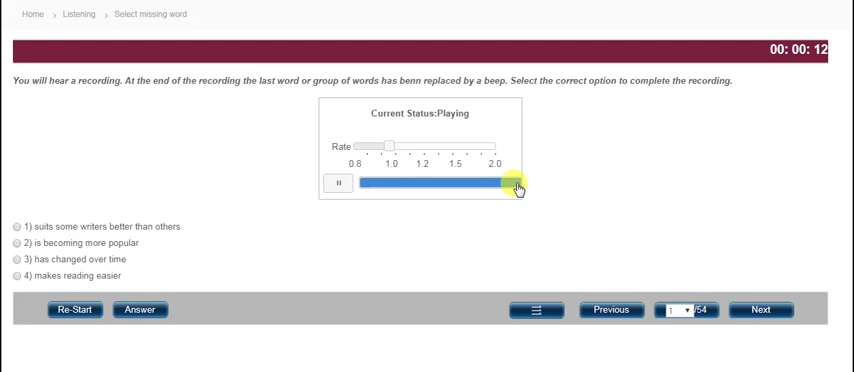 Home > Listening > Select missing word
00: 00: 12
You will hear a recording. At the end of the recording the last word or group of words has benn replaced by a beep. Select the correct option to complete the recording.
Current Status:Playing
Rate
0.8 1.0 1.2 1.5 2.0
1) suits some writers better than others
2) is becoming more popular
3) has changed over time
4) makes reading easier
Re-Start Answer Previous 1 /54 Next